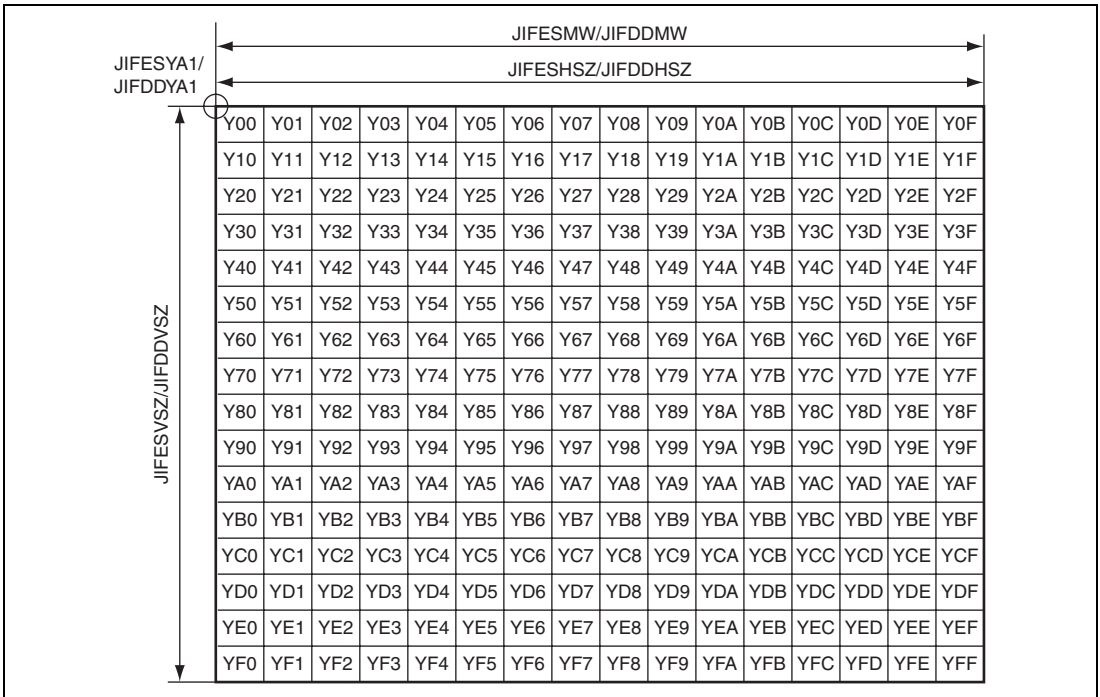 JIFESMW/JIFDDMW
JIFESYA1/
JIFDDYA1
JIFESHSZ/JIFDDHSZ
JIFESVSZ/JIFDDVSZ
Y00 Y01 Y02 Y03 Y04 Y05 Y06 Y07 Y08 Y09 Y0A Y0B Y0C Y0D Y0E Y0F
Y10 Y11 Y12 Y13 Y14 Y15 Y16 Y17 Y18 Y19 Y1A Y1B Y1C Y1D Y1E Y1F
Y20 Y21 Y22 Y23 Y24 Y25 Y26 Y27 Y28 Y29 Y2A Y2B Y2C Y2D Y2E Y2F
Y30 Y31 Y32 Y33 Y34 Y35 Y36 Y37 Y38 Y39 Y3A Y3B Y3C Y3D Y3E Y3F
Y40 Y41 Y42 Y43 Y44 Y45 Y46 Y47 Y48 Y49 Y4A Y4B Y4C Y4D Y4E Y4F
Y50 Y51 Y52 Y53 Y54 Y55 Y56 Y57 Y58 Y59 Y5A Y5B Y5C Y5D Y5E Y5F
Y60 Y61 Y62 Y63 Y64 Y65 Y66 Y67 Y68 Y69 Y6A Y6B Y6C Y6D Y6E Y6F
Y70 Y71 Y72 Y73 Y74 Y75 Y76 Y77 Y78 Y79 Y7A Y7B Y7C Y7D Y7E Y7F
Y80 Y81 Y82 Y83 Y84 Y85 Y86 Y87 Y88 Y89 Y8A Y8B Y8C Y8D Y8E Y8F
Y90 Y91 Y92 Y93 Y94 Y95 Y96 Y97 Y98 Y99 Y9A Y9B Y9C Y9D Y9E Y9F
YA0 YA1 YA2 YA3 YA4 YA5 YA6 YA7 YA8 YA9 YAA YAB YAC YAD YAE YAF
YB0 YB1 YB2 YB3 YB4 YB5 YB6 YB7 YB8 YB9 YBA YBB YBC YBD YBE YBF
YC0 YC1 YC2 YC3 YC4 YC5 YC6 YC7 YC8 YC9 YCA YCB YCC YCD YCE YCF
YD0 YD1 YD2 YD3 YD4 YD5 YD6 YD7 YD8 YD9 YDA YDB YDC YDD YDE YDF
YE0 YE1 YE2 YE3 YE4 YE5 YE6 YE7 YE8 YE9 YEA YEB YEC YED YEE YEF
YF0 YF1 YF2 YF3 YF4 YF5 YF6 YF7 YF8 YF9 YFA YFB YFC YFD YFE YFF